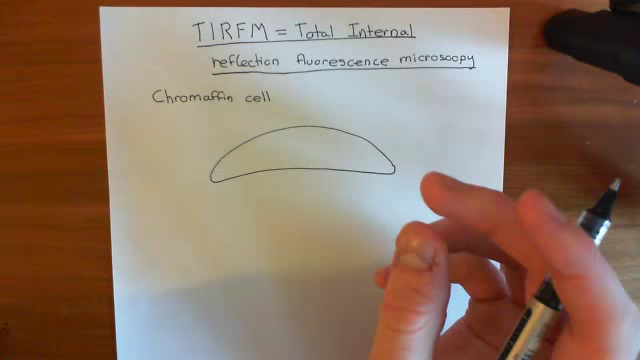 TIRFM = Total Internal
reflection fluorescence microscopy
Chromaffin cell